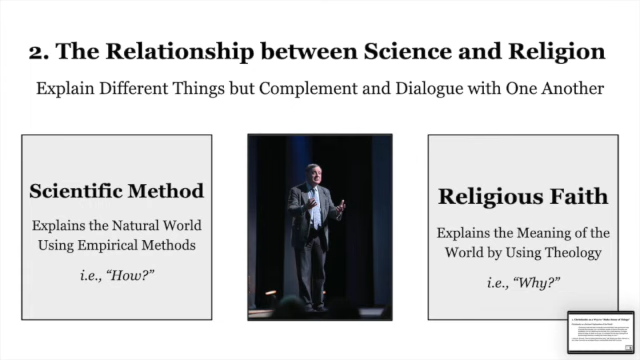 2. The Relationship between Science and Religion
Explain Different Things but Complement and Dialogue with One Another
Scientific Method
Explains the Natural World
Using Empirical Methods
i.e., “How?”
Religious Faith
Explains the Meaning of the
World by Using Theology
i.e., “Why?”